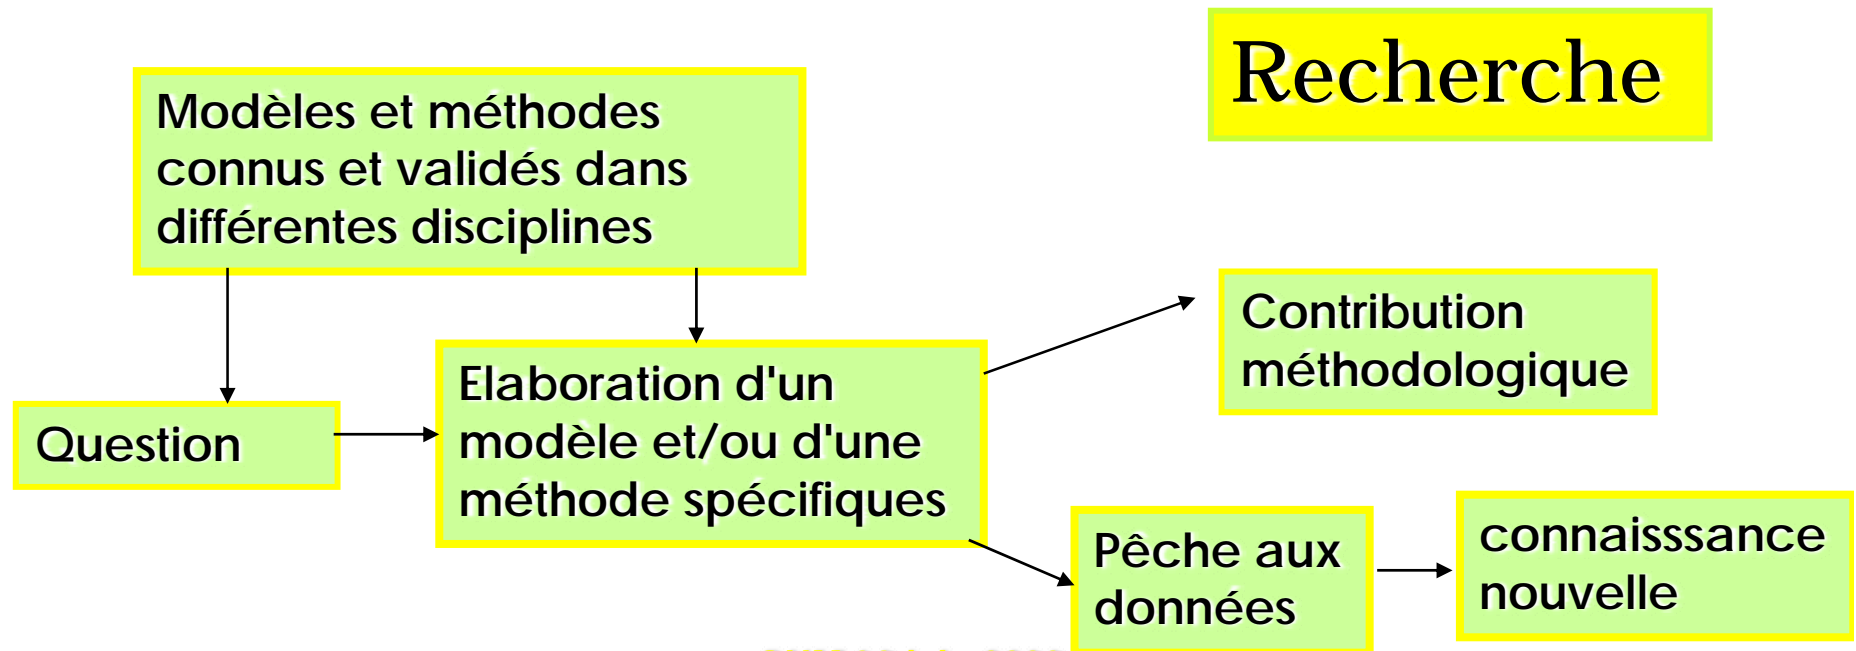 Recherche
Modèles et méthodes
connus et validés dans
différentes disciplines
Contribution
méthodologique
Elaboration d'un
modèle et/ou d'une
méthode spécifiques
Question
Pêche aux
données
connaisssance
nouvelle